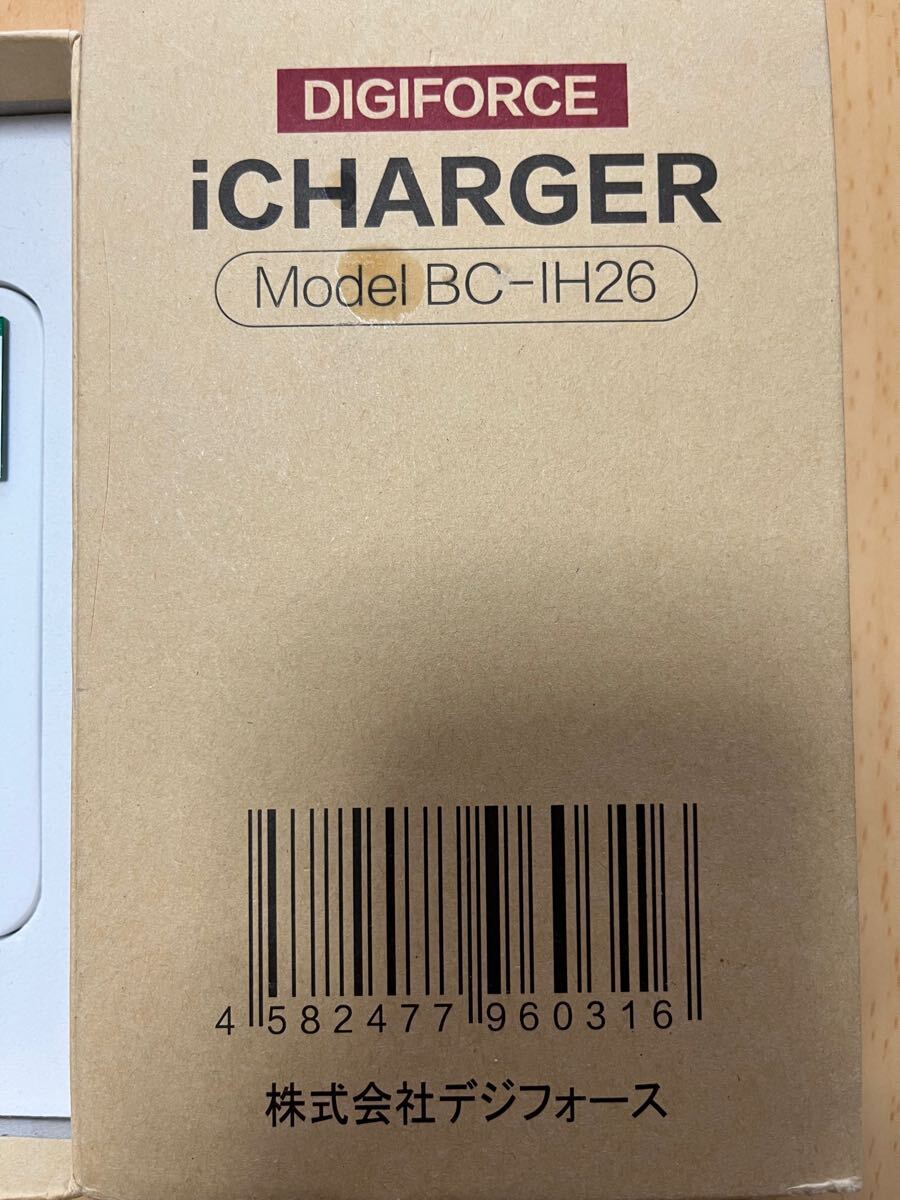 DIGIFORCE
iCHARGER
Model BC-IH26
4 582477 960316
株式会社デジフォース